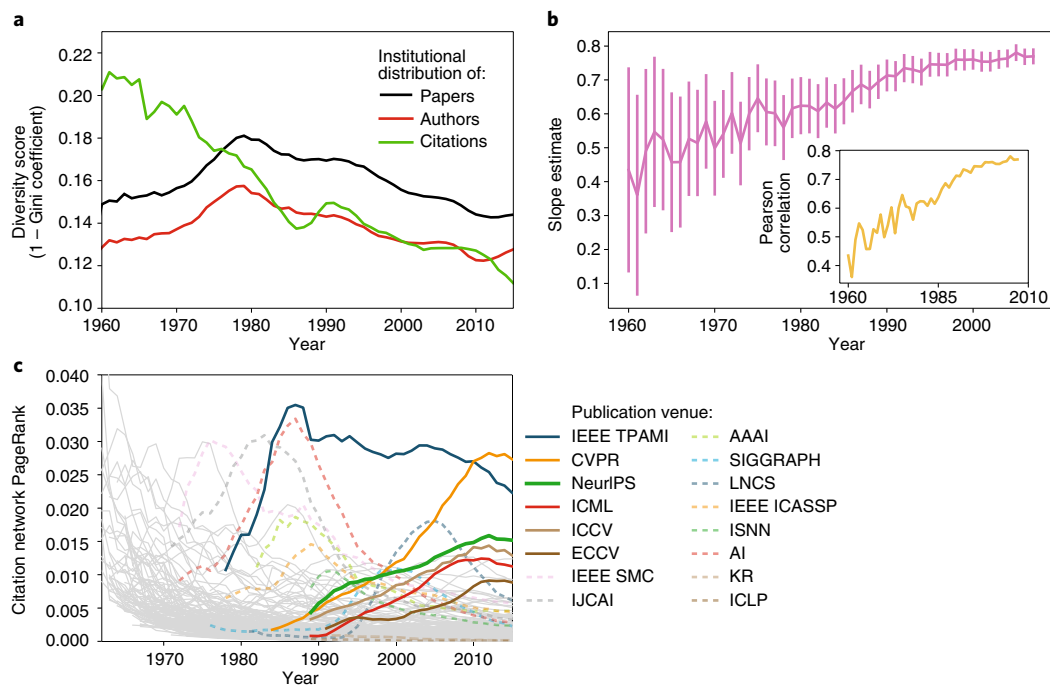 a
Diversity score
(1 – Gini coefficient)
0.22
0.20
0.18
0.16
0.14
0.12
0.10
1960
1970
1980
1990
2000
2010
Year
Institutional
distribution of:
Papers
Authors
Citations
b
Slope estimate
0.8
0.7
0.6
0.5
0.4
0.3
0.2
0.1
1960
1970
1980
1990
2000
Year
Pearson
correlation
0.8
0.7
0.6
0.5
0.4
1960
1985
2010
c
Citation network PageRank
0.040
0.035
0.030
0.025
0.020
0.015
0.010
0.005
0.000
1970
1980
1990
2000
2010
Year
Publication venue:
IEEE TPAMI
CVPR
NeurIPS
ICML
ICCV
ECCV
IEEE SMC
IJCAI
AAAI
SIGGRAPH
LNCS
IEEE ICASSP
ISNN
AI
KR
ICLP